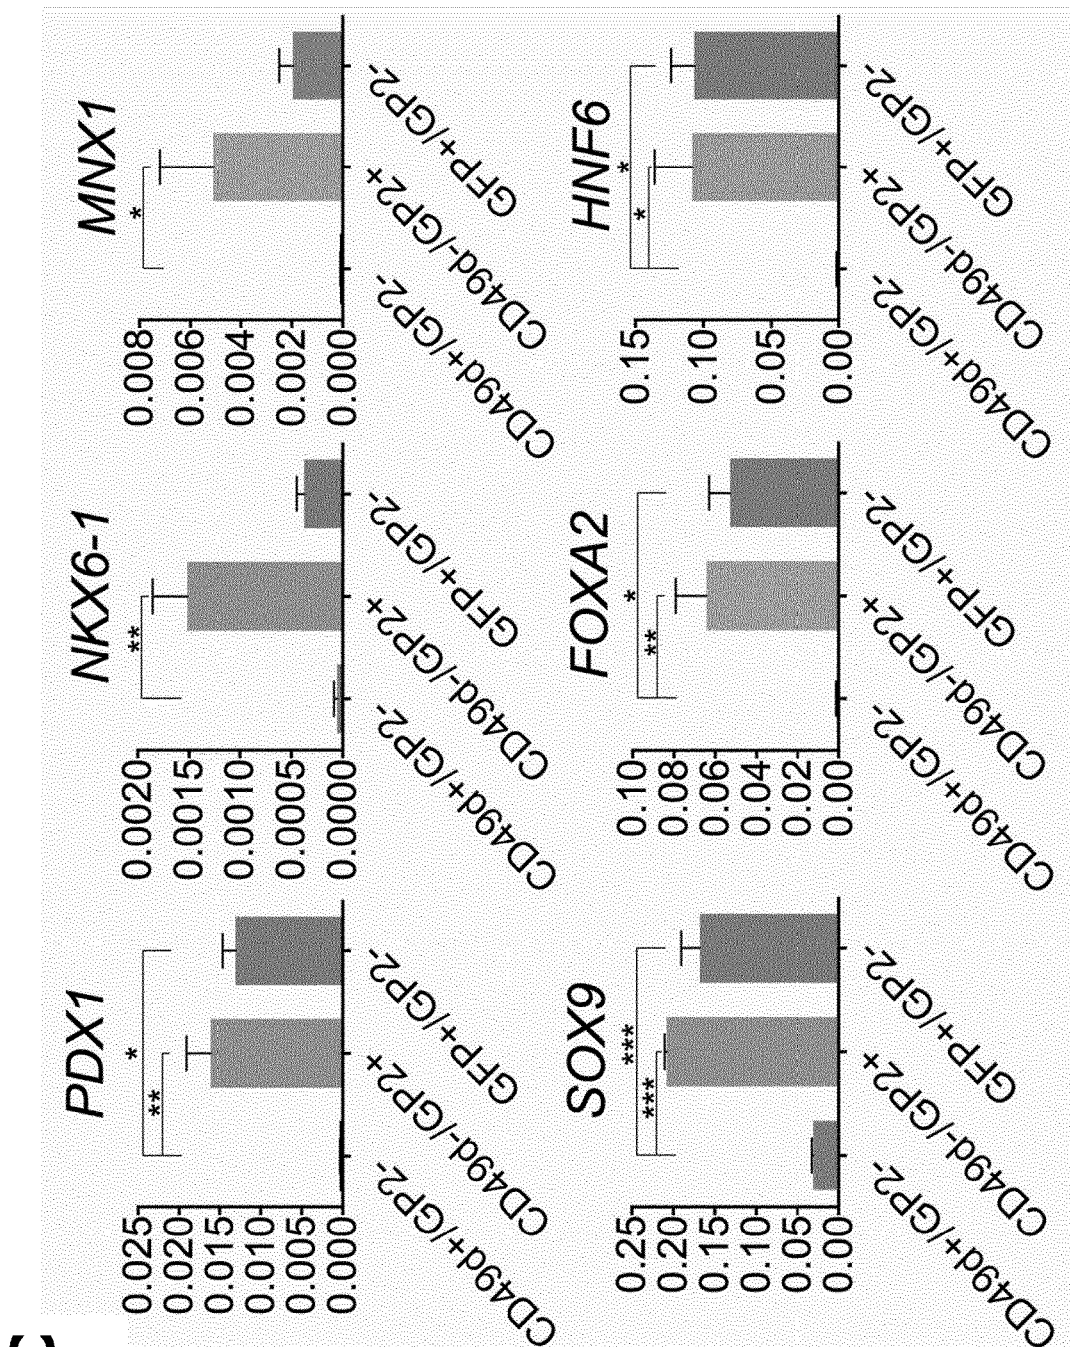 PDX1
0.025
0.020
0.015
0.010
0.005
0.000
*
**
CD49d+/GP2-
CD49d-/GP2+
GFP+/GP2-
NKX6-1
0.0020
0.0015
0.0010
0.0005
0.0000
**
CD49d+/GP2-
CD49d-/GP2+
GFP+/GP2-
MNX1
0.008
0.006
0.004
0.002
0.000
*
CD49d+/GP2-
CD49d-/GP2+
GFP+/GP2-
SOX9
0.25
0.20
0.15
0.10
0.05
0.00
***
***
CD49d+/GP2-
CD49d-/GP2+
GFP+/GP2-
FOXA2
0.10
0.08
0.06
0.04
0.02
0.00
*
**
CD49d+/GP2-
CD49d-/GP2+
GFP+/GP2-
HNF6
0.15
0.10
0.05
0.00
*
*
CD49d+/GP2-
CD49d-/GP2+
GFP+/GP2-